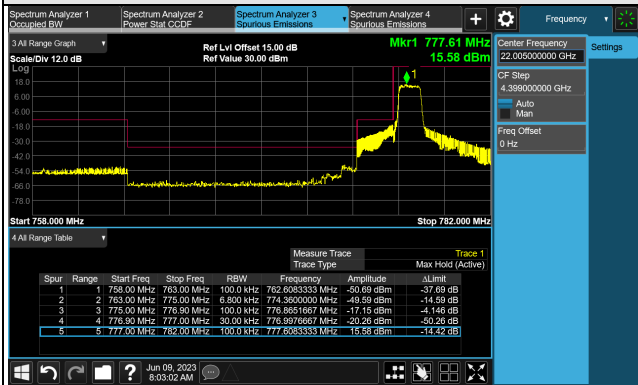 Spectrum Analyzer 1
Occupied BW
Spectrum Analyzer 2
Power Stat CCDF
Spectrum Analyzer 3
Spurious Emissions
Spectrum Analyzer 4
Spurious Emissions
+
Frequency
3 All Range Graph
Scale/Div 12.0 dB
Ref Lvl Offset 15.00 dB
Ref Value 30.00 dBm
Mkr1 777.61 MHz
15.58 dBm
Log
18.0
6.00
-6.00
-18.0
-30.0
-42.0
-54.0
-66.0
-78.0
1
Start 758.000 MHz
Stop 782.000 MHz
Center Frequency
22.005000000 GHz
CF Step
4.399000000 GHz
Auto
Man
Freq Offset
0 Hz
Settings
4 All Range Table
Measure Trace Trace 1
Trace Type Max Hold (Active)
Spur Range Start Freq Stop Freq RBW Frequency Amplitude ΔLimit
1 1 758.00 MHz 763.00 MHz 100.0 kHz 762.6083333 MHz -50.69 dBm -37.69 dB
2 2 763.00 MHz 775.00 MHz 6.800 kHz 774.3600000 MHz -49.59 dBm -14.59 dB
3 3 775.00 MHz 776.90 MHz 100.0 kHz 776.8651667 MHz -17.15 dBm -4.146 dB
4 4 776.90 MHz 777.00 MHz 30.00 kHz 776.9976667 MHz -20.26 dBm -50.26 dB
5 5 777.00 MHz 782.00 MHz 100.0 kHz 777.6083333 MHz 15.58 dBm -14.42 dB
?
Jun 09, 2023
8:03:02 AM